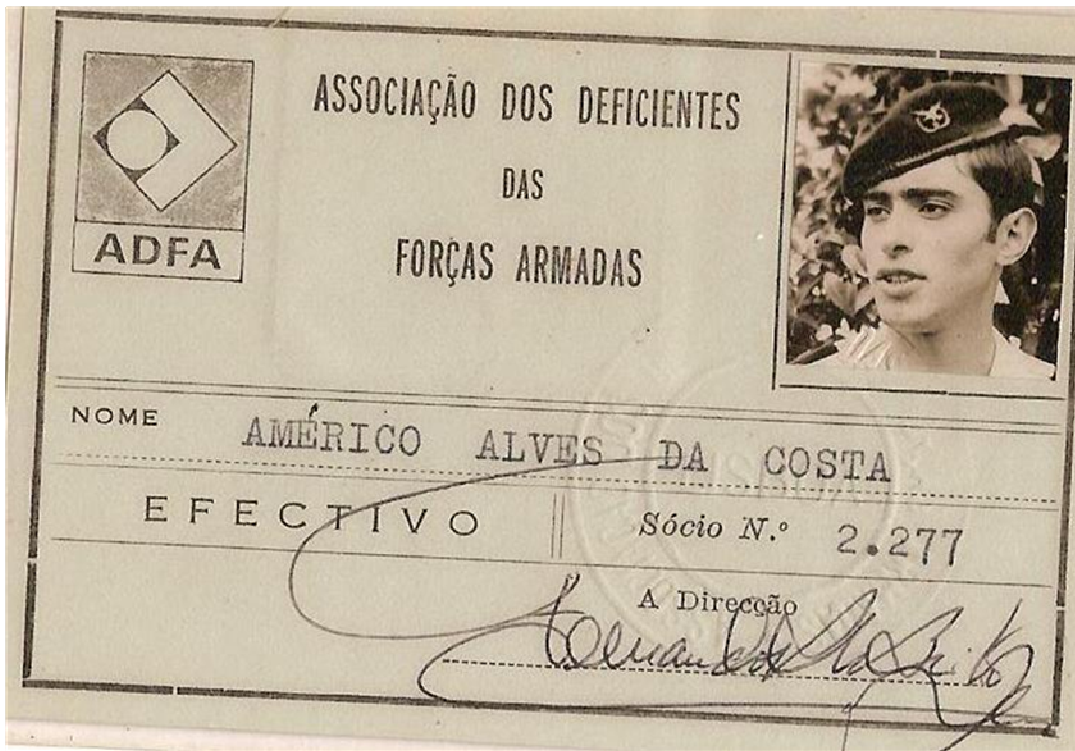 ASSOCIAÇÃO DOS DEFICIENTES
DAS
FORÇAS ARMADAS
ADFA
NOME AMÉRICO ALVES DA COSTA
EFECTIVO Sócio N.º 2.277
A Direcção